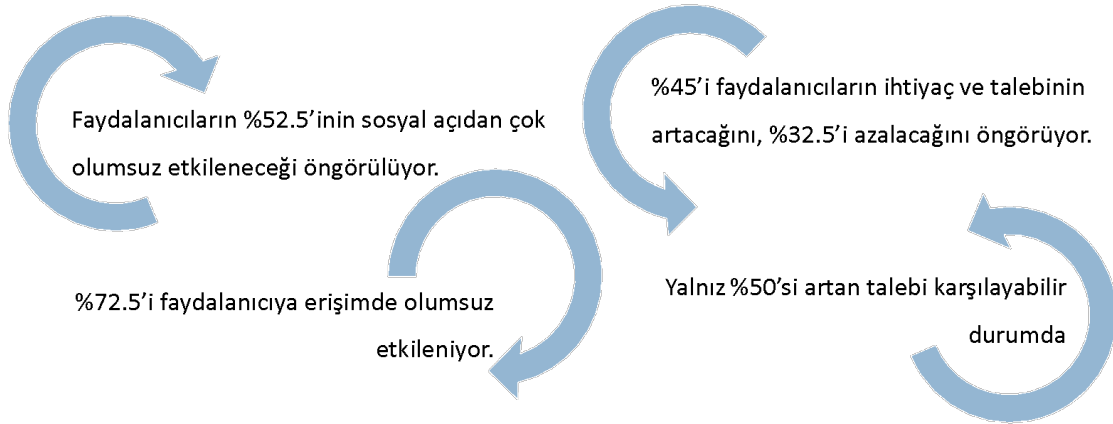 Faydalanıcıların %52.5’inin sosyal açıdan çok
olumsuz etkileneceği öngörülüyor.
%72.5’i faydalanıcıya erişimde olumsuz
etkileniyor.
%45’i faydalanıcıların ihtiyaç ve talebinin
artacağını, %32.5’i azalacağını öngörüyor.
Yalnız %50’si artan talebi karşılayabilir
durumda